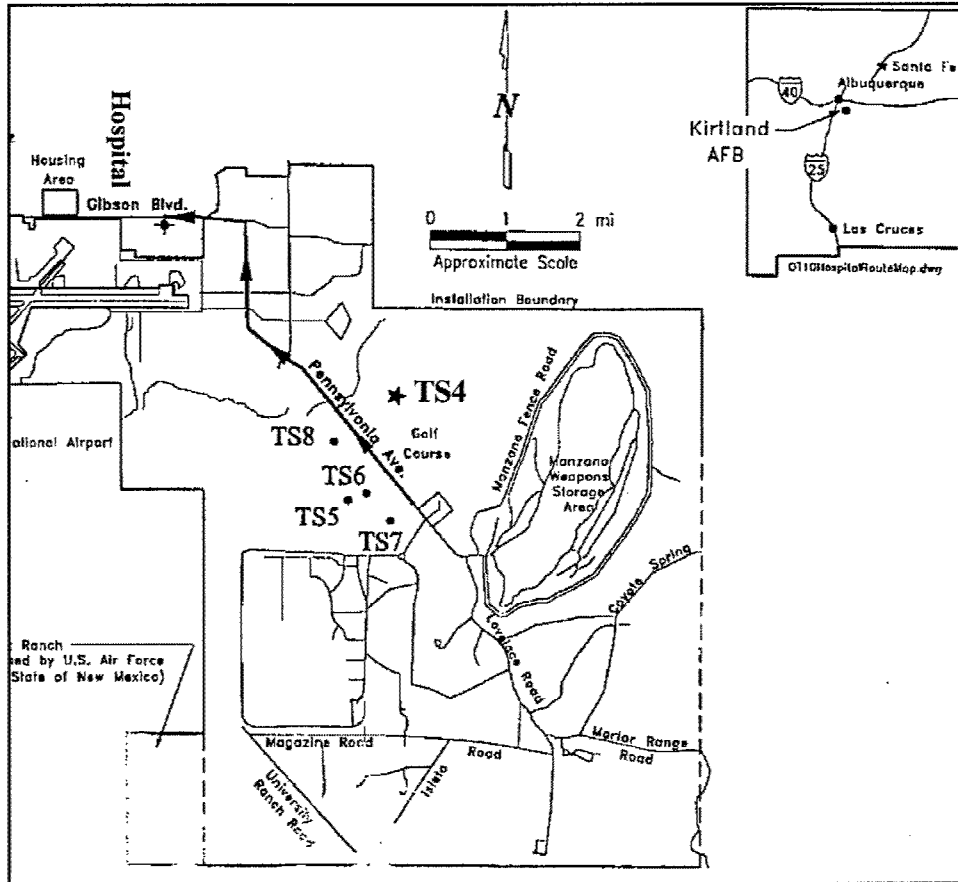 Hospital
Housing
Area
Gibson Blvd.
N
0 1 2 mi
Approximate Scale
Installation Boundary
Santa Fe
Albuquerque
40
Kirtland
AFB
25
Las Cruces
0110HospitalRouteMap.dwg
Pennsylvania Ave.
TS4
TS8
Golf
Course
TS6
TS5
TS7
ational Airport
Manzano Fence Road
Manzano
Weapons
Storage
Area
Coyote Spring
Lovelace Road
Ranch
ed by U.S. Air Force
State of New Mexico)
Magazine Road
Road
Mortar Range
Road
University
Ranch Road
Isleta